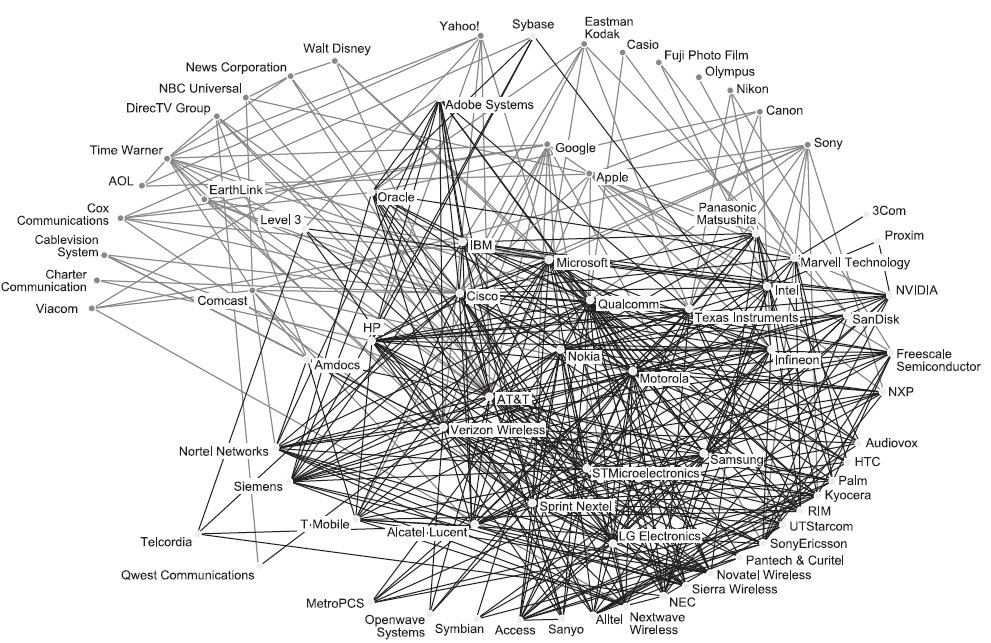 Yahoo!
Sybase
Eastman
Kodak
Casio
Fuji Photo Film
Olympus
Nikon
Canon
Walt Disney
News Corporation
NBC Universal
DirecTV Group
Adobe Systems
Time Warner
Google
Sony
AOL
EarthLink
Apple
Oracle
Cox
Communications
Level 3
Panasonic
Matsushita
3Com
Proxim
Cablevision
System
IBM
Microsoft
Marvell Technology
Charter
Communication
Comcast
Cisco
Qualcomm
Intel
NVIDIA
Viacom
Texas Instruments
SanDisk
HP
Amdocs
Nokia
Infineon
Freescale
Semiconductor
Motorola
NXP
AT&T
Verizon Wireless
Audiovox
Nortel Networks
Samsung
HTC
STMicroelectronics
Siemens
Palm
Kyocera
Sprint Nextel
RIM
T-Mobile
Alcatel-Lucent
UTStarcom
Telcordia
LG Electronics
SonyEricsson
Pantech & Curitel
Qwest Communications
Novatel Wireless
Sierra Wireless
MetroPCS
NEC
Openwave
Systems
Symbian
Access
Sanyo
Alltel
Nextwave
Wireless